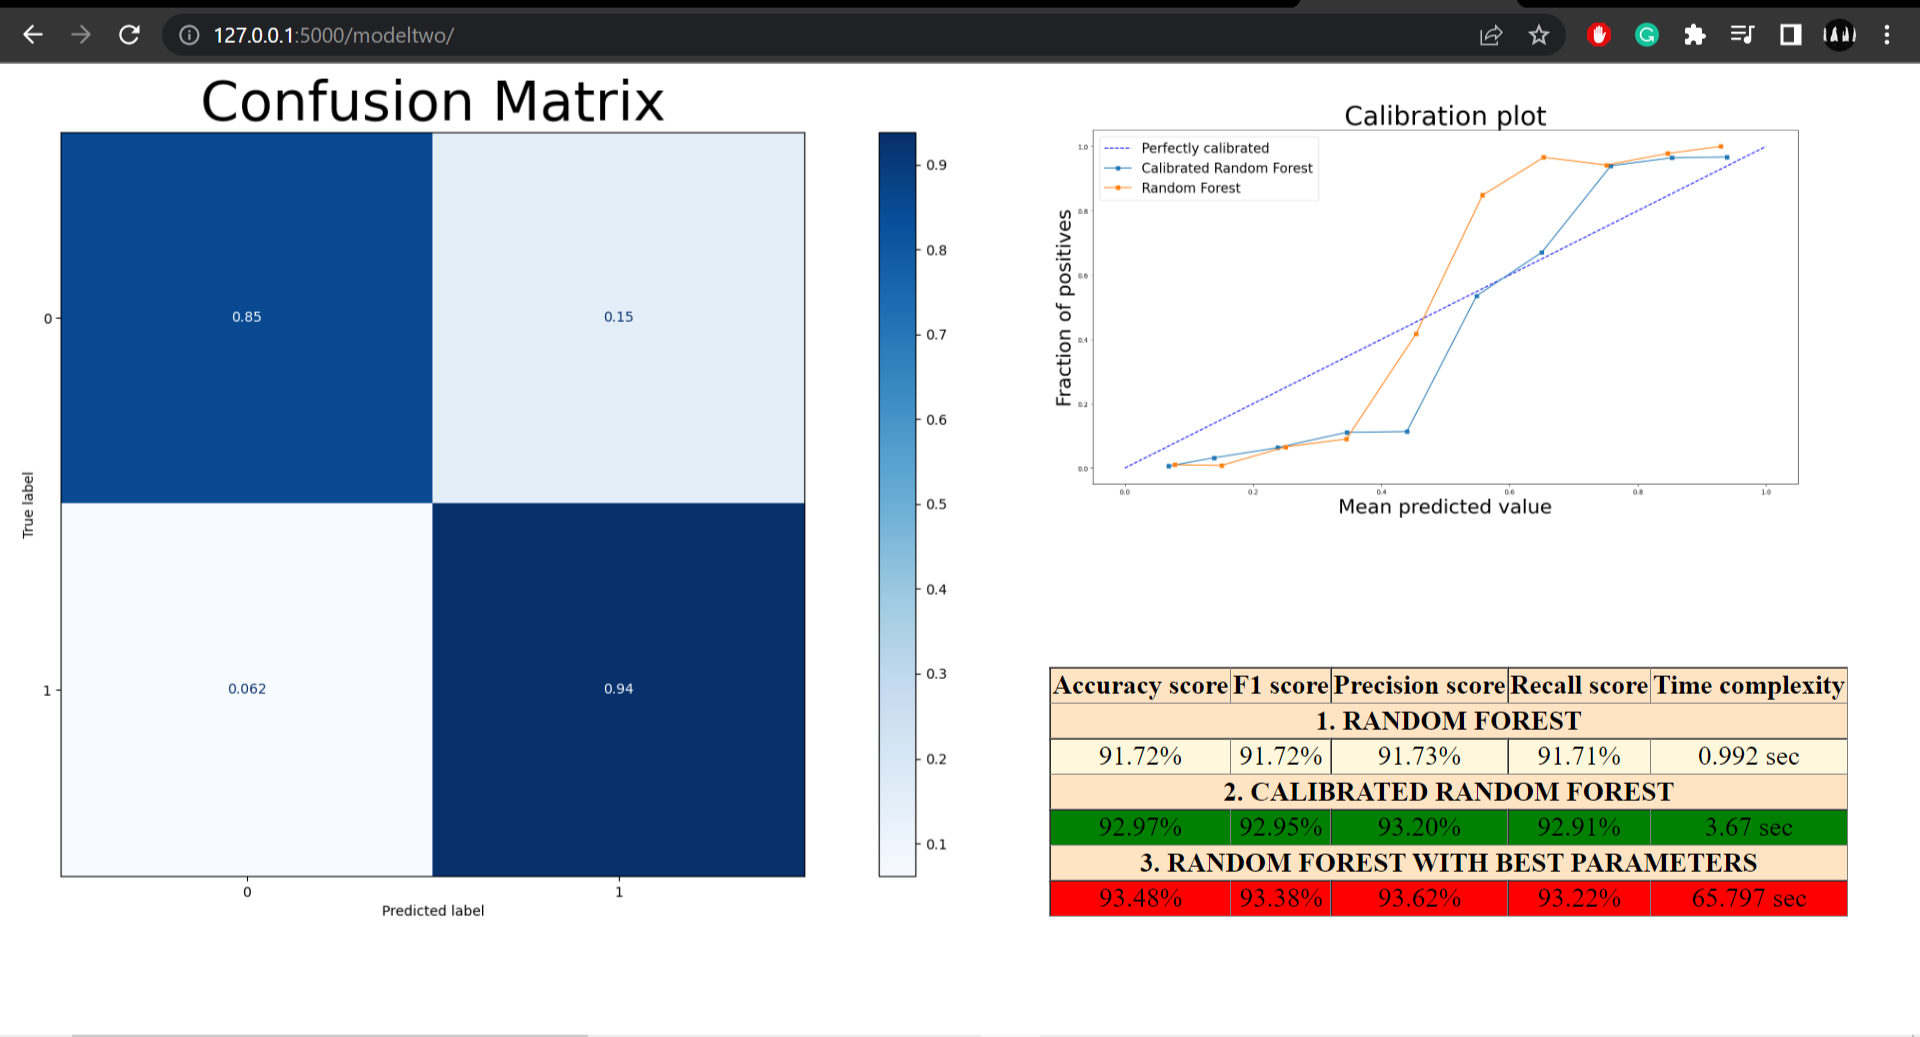 127.0.0.1:5000/modeltwo/
Confusion Matrix
0.85
0.15
0.062
0.94
0
1
True label
0
1
Predicted label
0.9
0.8
0.7
0.6
0.5
0.4
0.3
0.2
0.1
Calibration plot
Perfectly calibrated
Calibrated Random Forest
Random Forest
Fraction of positives
1.0
0.8
0.6
0.4
0.2
0.0
0.0 0.2 0.4 0.6 0.8 1.0
Mean predicted value
Accuracy score F1 score Precision score Recall score Time complexity
1. RANDOM FOREST
91.72% 91.72% 91.73% 91.71% 0.992 sec
2. CALIBRATED RANDOM FOREST
92.97% 92.95% 93.20% 92.91% 3.67 sec
3. RANDOM FOREST WITH BEST PARAMETERS
93.48% 93.38% 93.62% 93.22% 65.797 sec